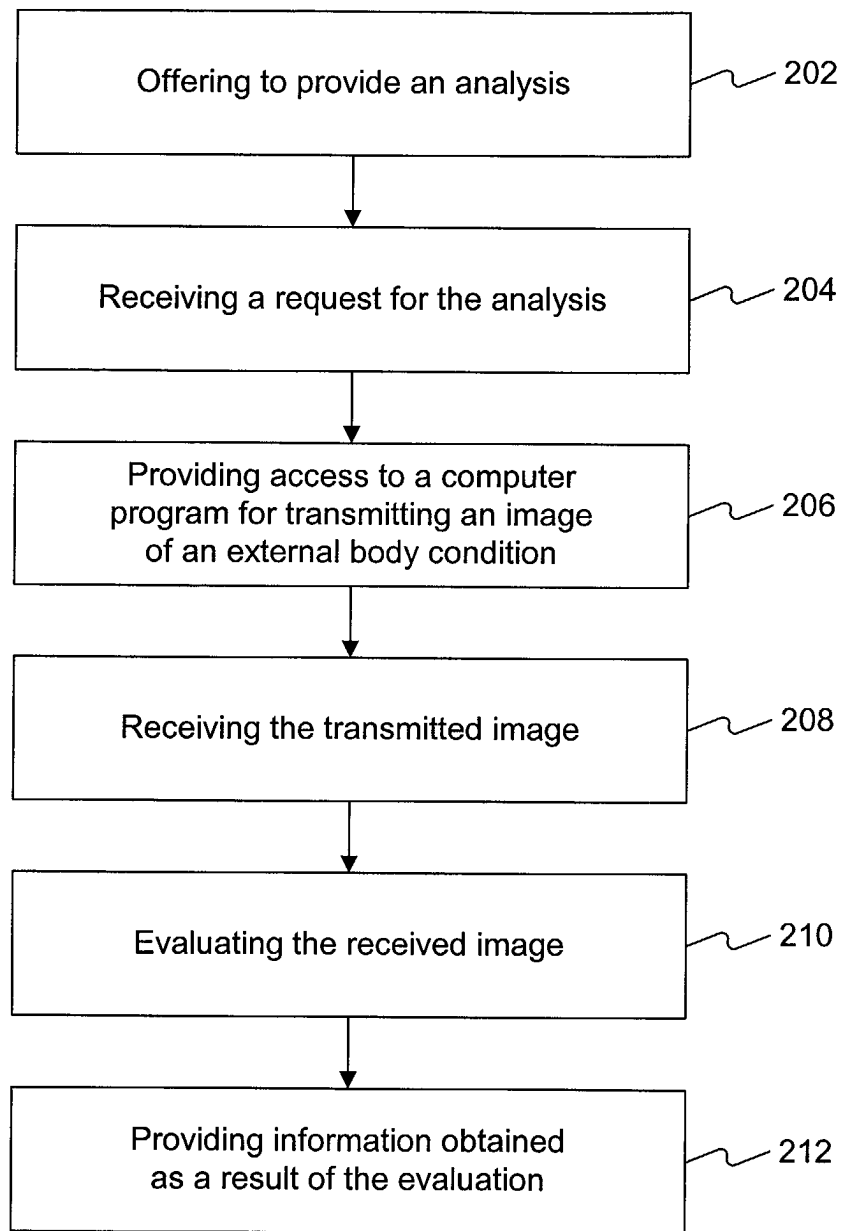 Offering to provide an analysis
202
Receiving a request for the analysis
204
Providing access to a computer
program for transmitting an image
of an external body condition
206
Receiving the transmitted image
208
Evaluating the received image
210
Providing information obtained
as a result of the evaluation
212